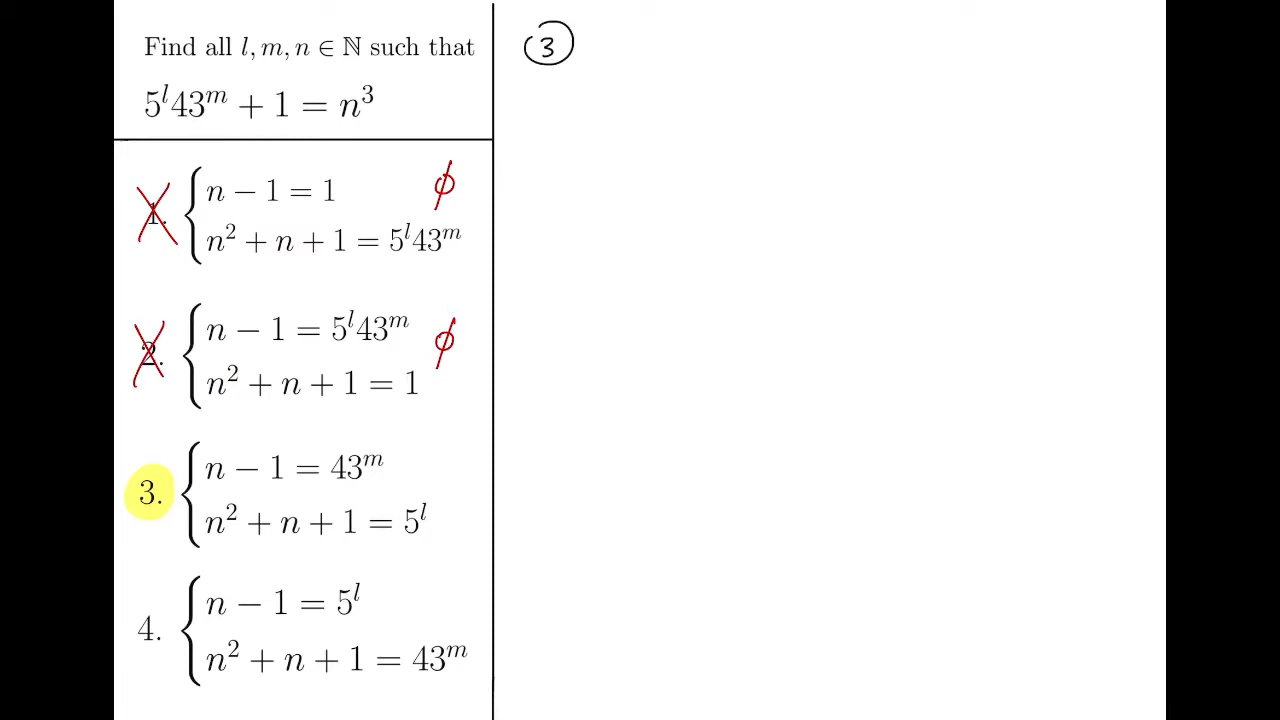 Find all l, m, n ∈ ℕ such that
5^l 43^m + 1 = n^3
1. { n − 1 = 1 ϕ
n^2 + n + 1 = 5^l 43^m
2. { n − 1 = 5^l 43^m ϕ
n^2 + n + 1 = 1
3. { n − 1 = 43^m
n^2 + n + 1 = 5^l
4. { n − 1 = 5^l
n^2 + n + 1 = 43^m
③